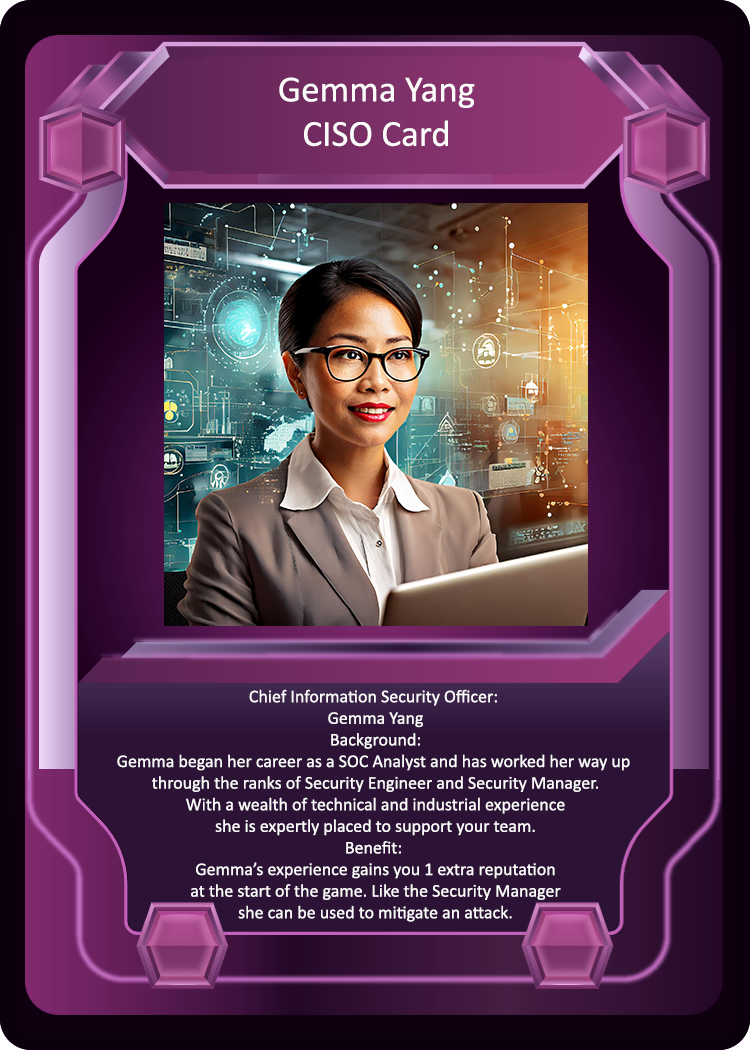 Gemma Yang
CISO Card
Chief Information Security Officer:
Gemma Yang
Background:
Gemma began her career as a SOC Analyst and has worked her way up
through the ranks of Security Engineer and Security Manager.
With a wealth of technical and industrial experience
she is expertly placed to support your team.
Benefit:
Gemma’s experience gains you 1 extra reputation
at the start of the game. Like the Security Manager
she can be used to mitigate an attack.